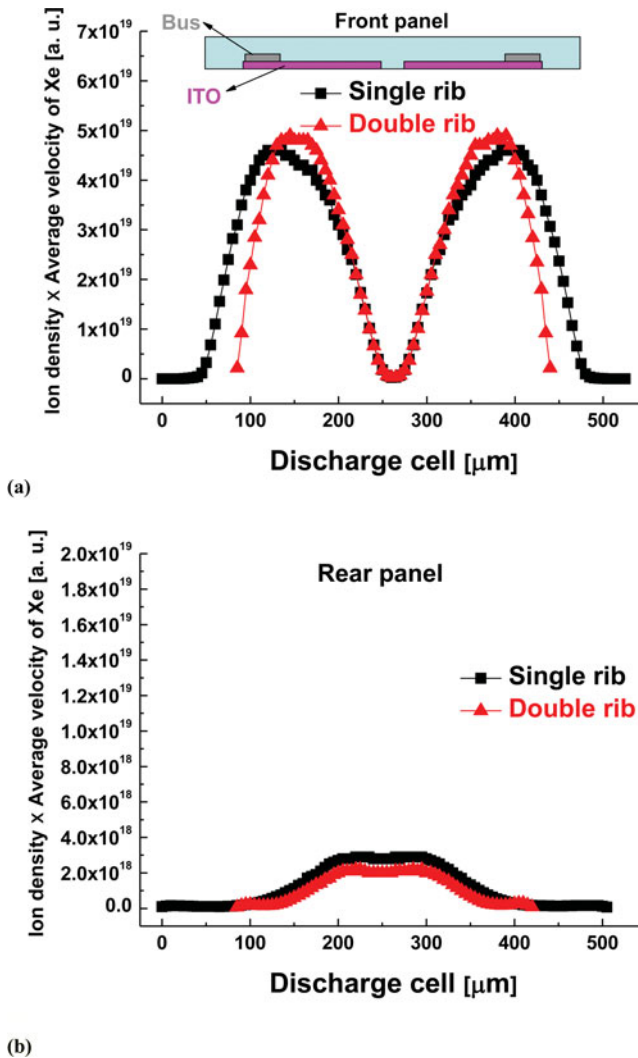 Ion density x Average velocity of Xe [a. u.]
7x10^19
6x10^19
5x10^19
4x10^19
3x10^19
2x10^19
1x10^19
0
Front panel
Bus
ITO
Single rib
Double rib
0 100 200 300 400 500
Discharge cell [μm]
(a)
Ion density x Average velocity of Xe [a. u.]
2.0x10^19
1.8x10^19
1.6x10^19
1.4x10^19
1.2x10^19
1.0x10^19
8.0x10^18
6.0x10^18
4.0x10^18
2.0x10^18
0.0
Rear panel
Single rib
Double rib
0 100 200 300 400 500
Discharge cell [μm]
(b)